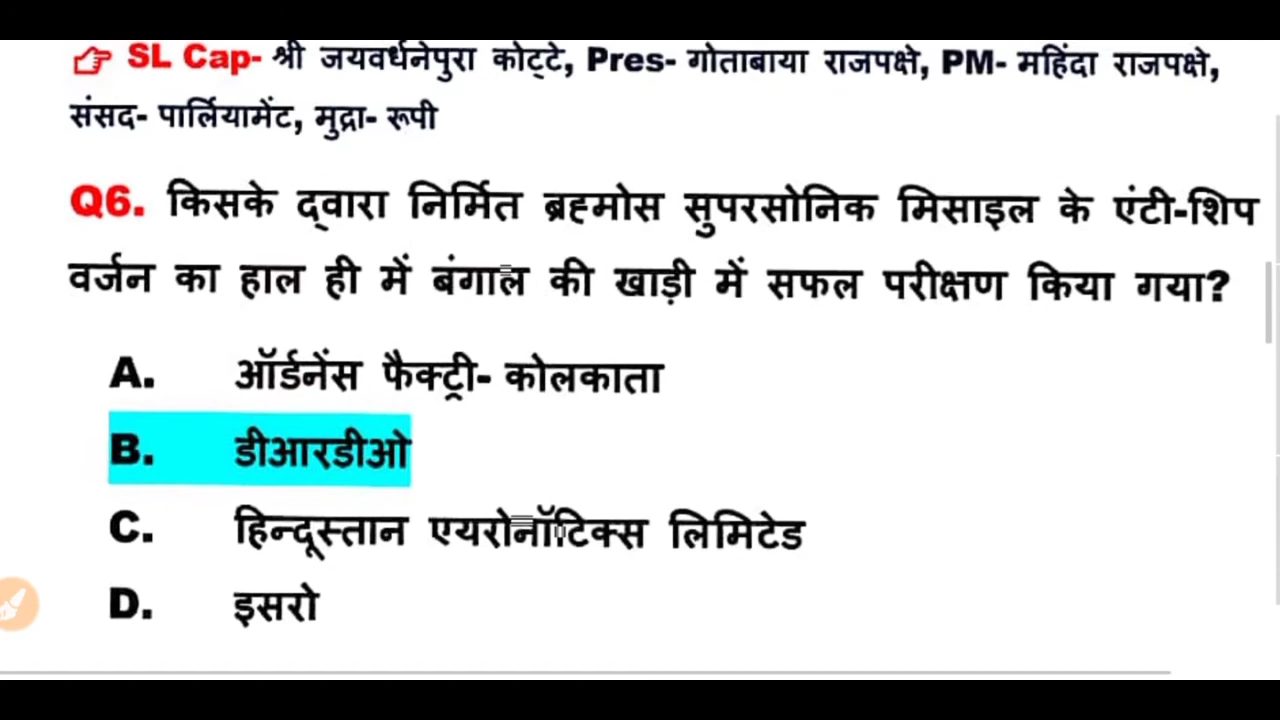 SL Cap- श्री जयवर्धनेपुरा कोट्टे, Pres- गोताबाया राजपक्षे, PM- महिंदा राजपक्षे,
संसद- पार्लियामेंट, मुद्रा- रूपी
Q6. किसके द्वारा निर्मित ब्रह्मोस सुपरसोनिक मिसाइल के एंटी-शिप
वर्जन का हाल ही में बंगाल की खाड़ी में सफल परीक्षण किया गया?
A. ऑर्डनेंस फैक्ट्री- कोलकाता
B. डीआरडीओ
C. हिन्दूस्तान एयरोनॉटिक्स लिमिटेड
D. इसरो